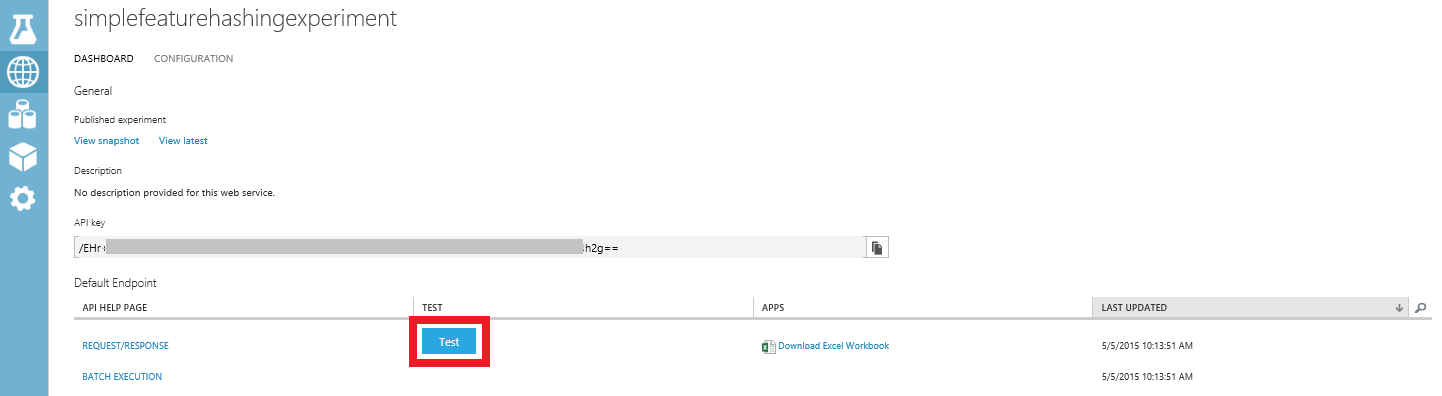 simplefeaturehashingexperiment
DASHBOARD CONFIGURATION
General
Published experiment
View snapshot View latest
Description
No description provided for this web service.
API key
/EHr h2g==
Default Endpoint
API HELP PAGE TEST APPS LAST UPDATED
REQUEST/RESPONSE Test Download Excel Workbook 5/5/2015 10:13:51 AM
BATCH EXECUTION 5/5/2015 10:13:51 AM